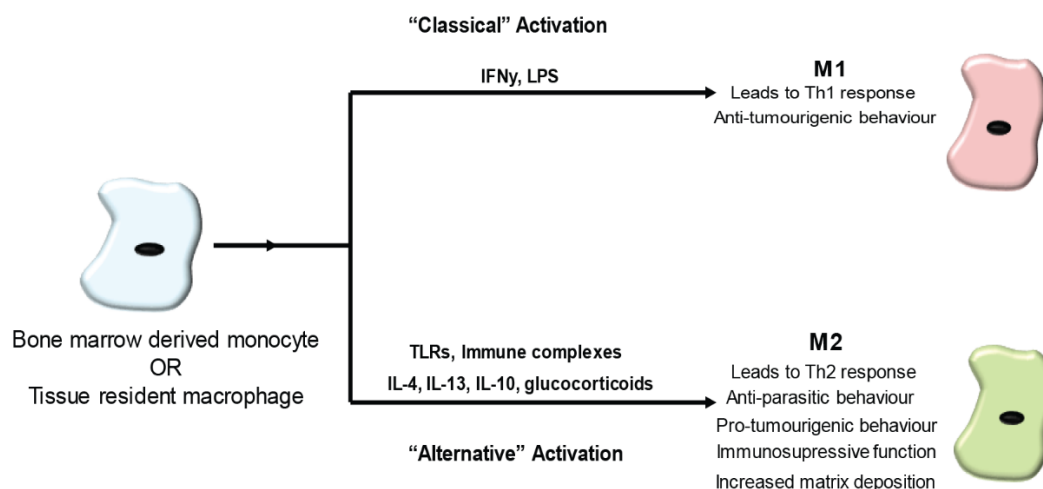 “Classical” Activation
IFNy, LPS
M1
Leads to Th1 response
Anti-tumourigenic behaviour
Bone marrow derived monocyte
OR
Tissue resident macrophage
TLRs, Immune complexes
IL-4, IL-13, IL-10, glucocorticoids
“Alternative” Activation
M2
Leads to Th2 response
Anti-parasitic behaviour
Pro-tumourigenic behaviour
Immunosupressive function
Increased matrix deposition